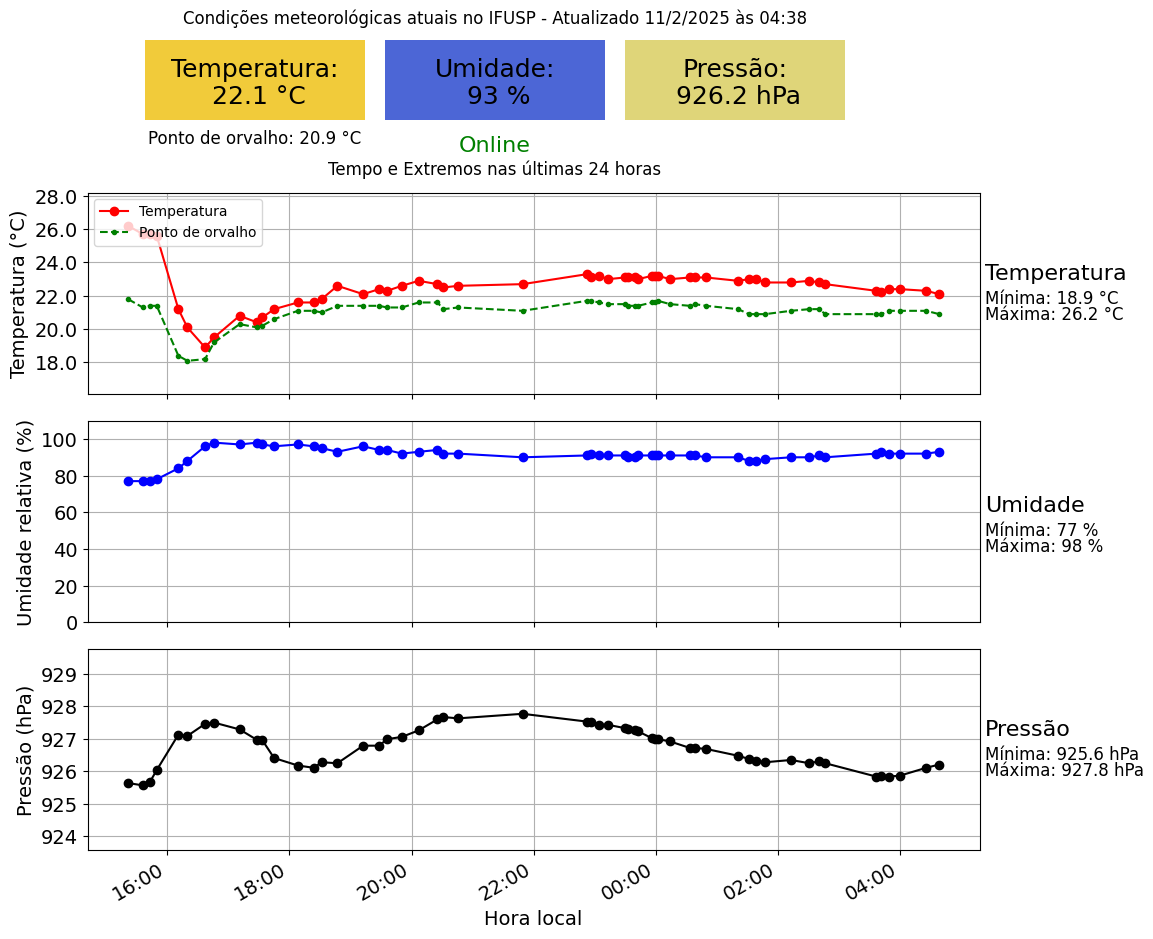 Condições meteorológicas atuais no IFUSP - Atualizado 11/2/2025 às 04:38
Temperatura:
22.1 °C
Umidade:
93 %
Pressão:
926.2 hPa
Ponto de orvalho: 20.9 °C
Online
Tempo e Extremos nas últimas 24 horas
Temperatura (°C)
28.0
26.0
24.0
22.0
20.0
18.0
Temperatura
Ponto de orvalho
Temperatura
Mínima: 18.9 °C
Máxima: 26.2 °C
Umidade relativa (%)
100
80
60
40
20
0
Umidade
Mínima: 77 %
Máxima: 98 %
Pressão (hPa)
929
928
927
926
925
924
Pressão
Mínima: 925.6 hPa
Máxima: 927.8 hPa
16:00
18:00
20:00
22:00
00:00
02:00
04:00
Hora local